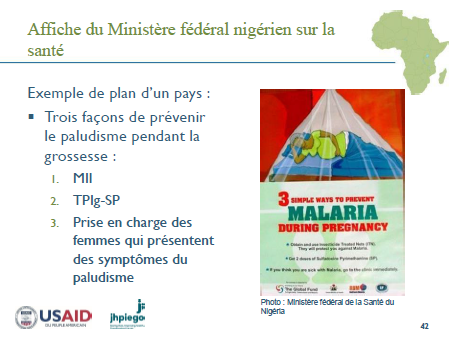 Affiche du Ministère fédéral nigérien sur la
santé
Exemple de plan d'un pays :
▪ Trois façons de prévenir
le paludisme pendant la
grossesse :
1. MII
2. TPIg-SP
3. Prise en charge des
femmes qui présentent
des symptômes du
paludisme
3 SIMPLE WAYS TO PREVENT
MALARIA
DURING PREGNANCY
Obtain and use Insecticide Treated Nets (ITN).
They will protect you against Malaria.
Get 2 doses of Sulfadoxine Pyrimethamine (SP)
If you think you are sick with Malaria, go to the clinic immediately.
The Global Fund
Photo : Ministère fédéral de la Santé du
Nigéria
USAID
jhpiego
42